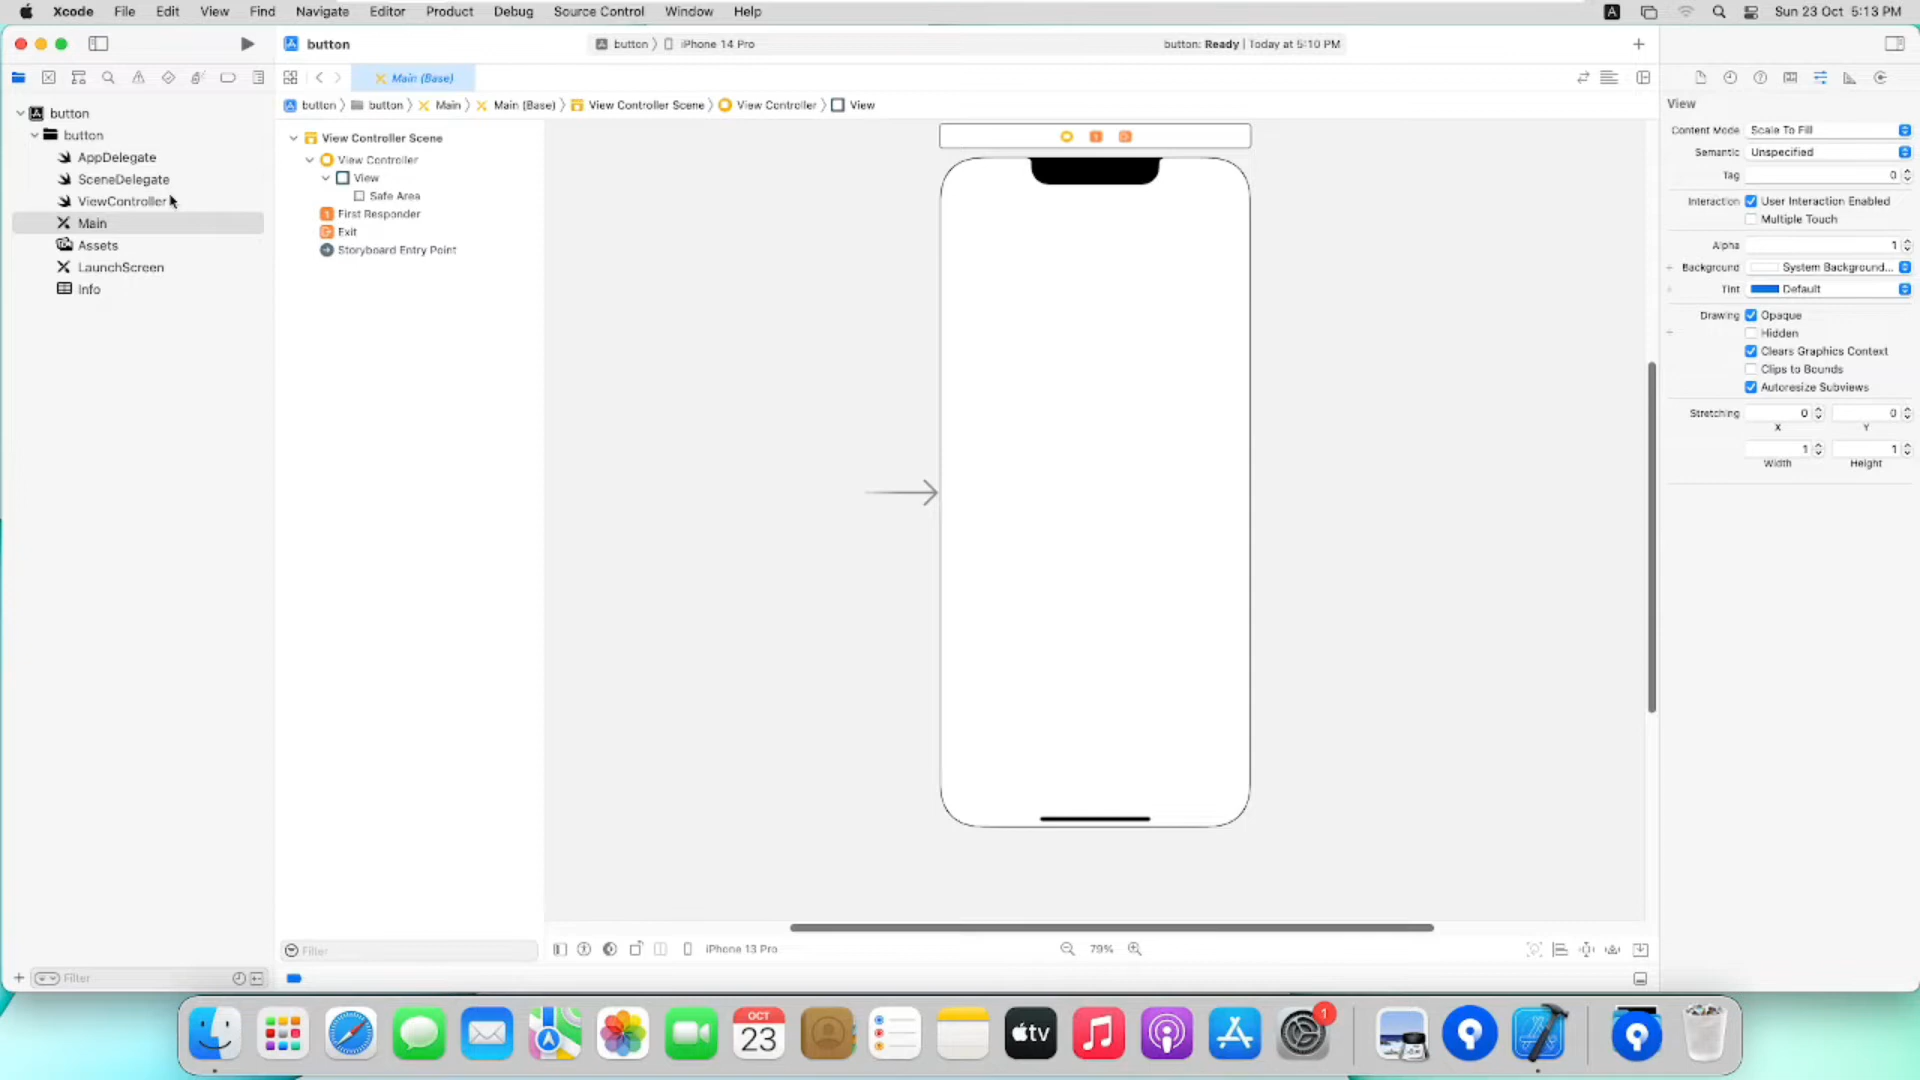 Xcode File Edit View Find Navigate Editor Product Debug Source Control Window Help
A Sun 23 Oct 5:13 PM
button
button 〉 iPhone 14 Pro
button: Ready | Today at 5:10 PM
Main (Base)
button 〉 button 〉 Main 〉 Main (Base) 〉 View Controller Scene 〉 View Controller 〉 View
button
button
AppDelegate
SceneDelegate
ViewController
Main
Assets
LaunchScreen
Info
View Controller Scene
View Controller
View
Safe Area
1 First Responder
Exit
Storyboard Entry Point
1
View
Content Mode Scale To Fill
Semantic Unspecified
Tag 0
Interaction User Interaction Enabled
Multiple Touch
Alpha 1
Background System Background...
Tint Default
Drawing Opaque
Hidden
Clears Graphics Context
Clips to Bounds
Autoresize Subviews
Stretching 0 0
X Y
1 1
Width Height
Filter
iPhone 13 Pro
79%
Filter
OCT
23
tv
1